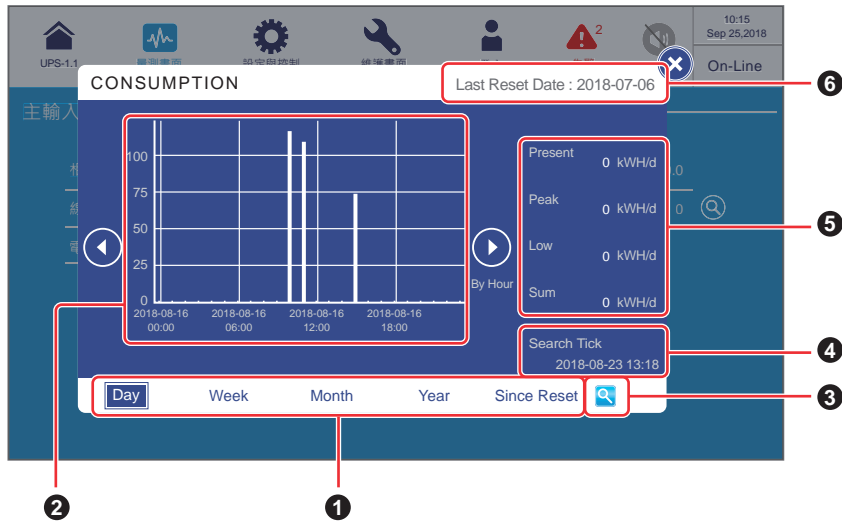 10:15
Sep 25,2018
2
UPS-1.1
On-Line
CONSUMPTION
Last Reset Date : 2018-07-06
6
主輸入
100
75
50
25
0
2018-08-16 2018-08-16 2018-08-16 2018-08-16
00:00 06:00 12:00 18:00
By Hour
Present
0 kWH/d
Peak
0 kWH/d
0
Low
0 kWH/d
Sum
0 kWH/d
5
Search Tick
2018-08-23 13:18
4
Day Week Month Year Since Reset
3
2
1